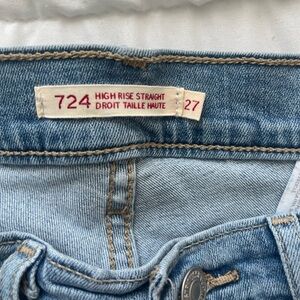 724 HIGH RISE STRAIGHT
DROIT TAILLE HAUTE
27